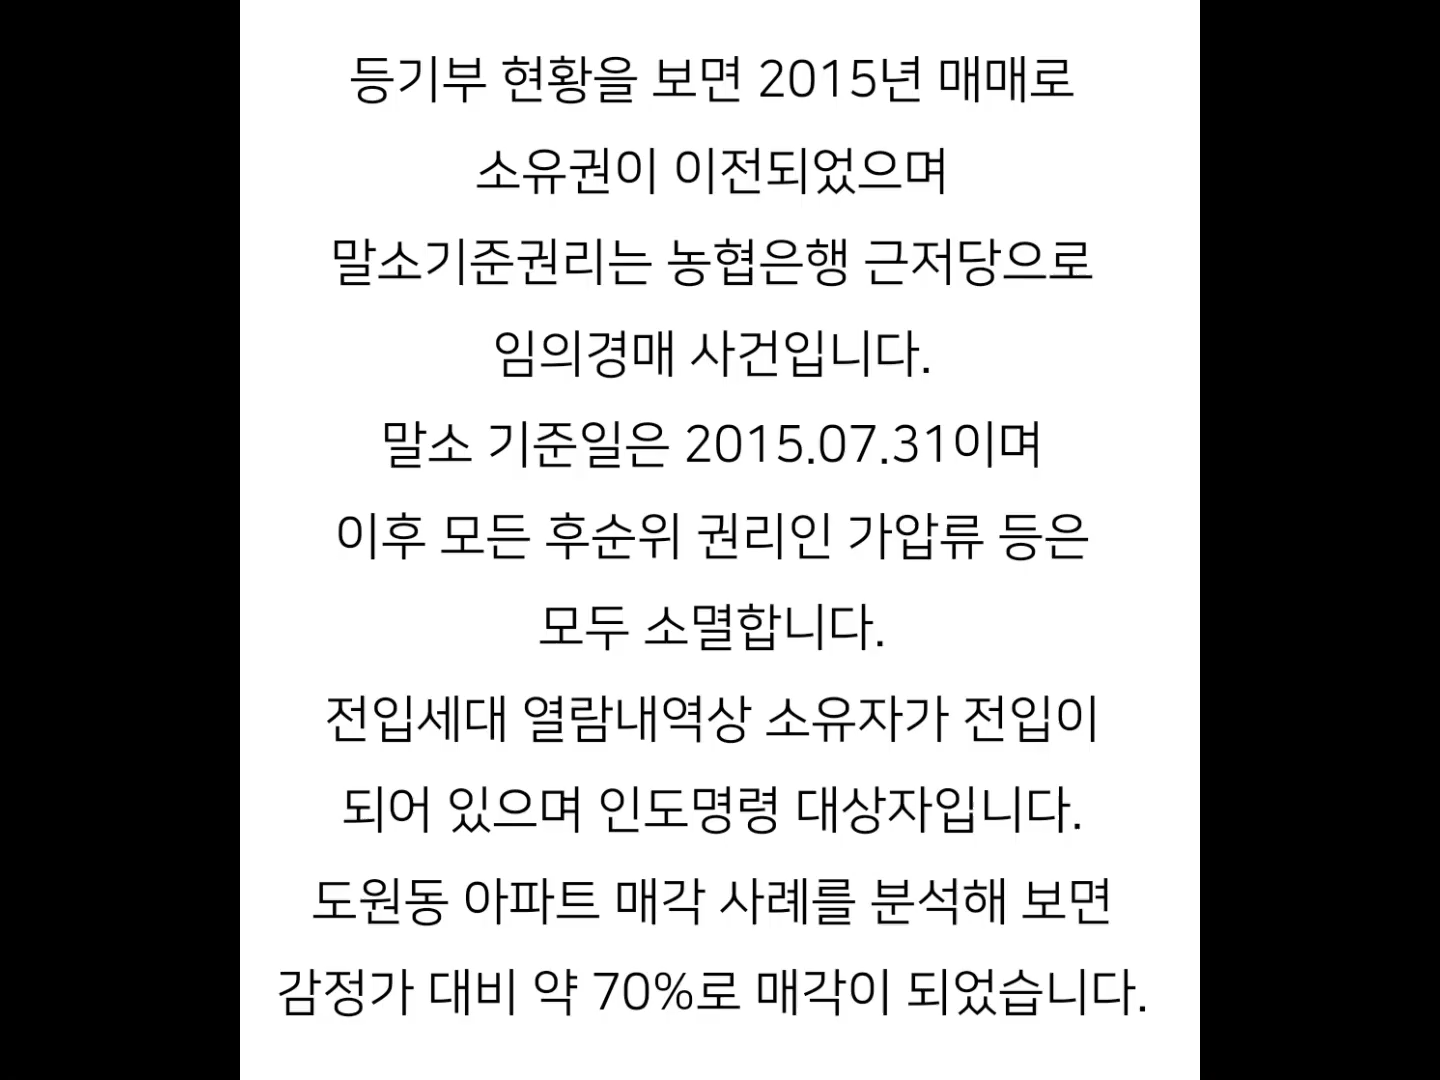 등기부 현황을 보면 2015년 매매로
소유권이 이전되었으며
말소기준권리는 농협은행 근저당으로
임의경매 사건입니다.
말소 기준일은 2015.07.31이며
이후 모든 후순위 권리인 가압류 등은
모두 소멸합니다.
전입세대 열람내역상 소유자가 전입이
되어 있으며 인도명령 대상자입니다.
도원동 아파트 매각 사례를 분석해 보면
감정가 대비 약 70%로 매각이 되었습니다.